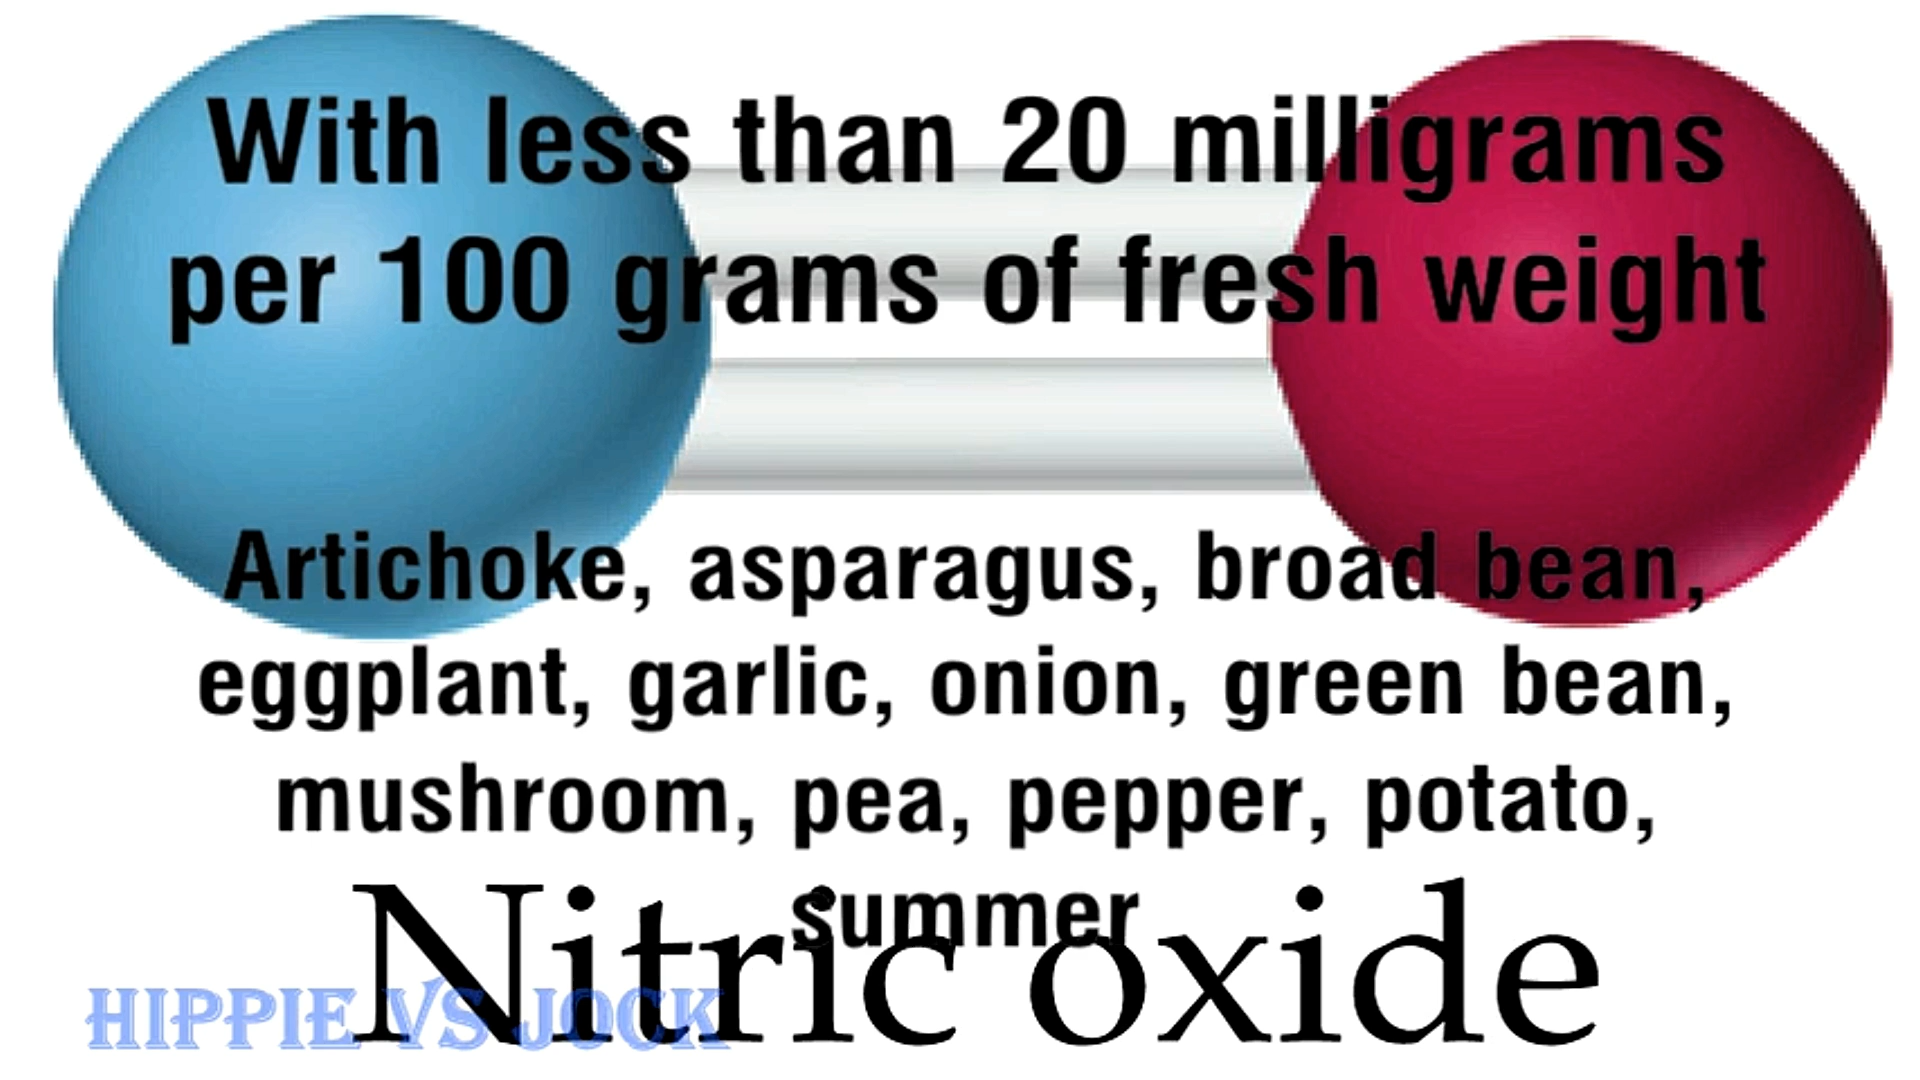 With less than 20 milligrams
per 100 grams of fresh weight
Artichoke, asparagus, broad bean,
eggplant, garlic, onion, green bean,
mushroom, pea, pepper, potato,
summer
Nitric oxide
HIPPIE VS JOCK